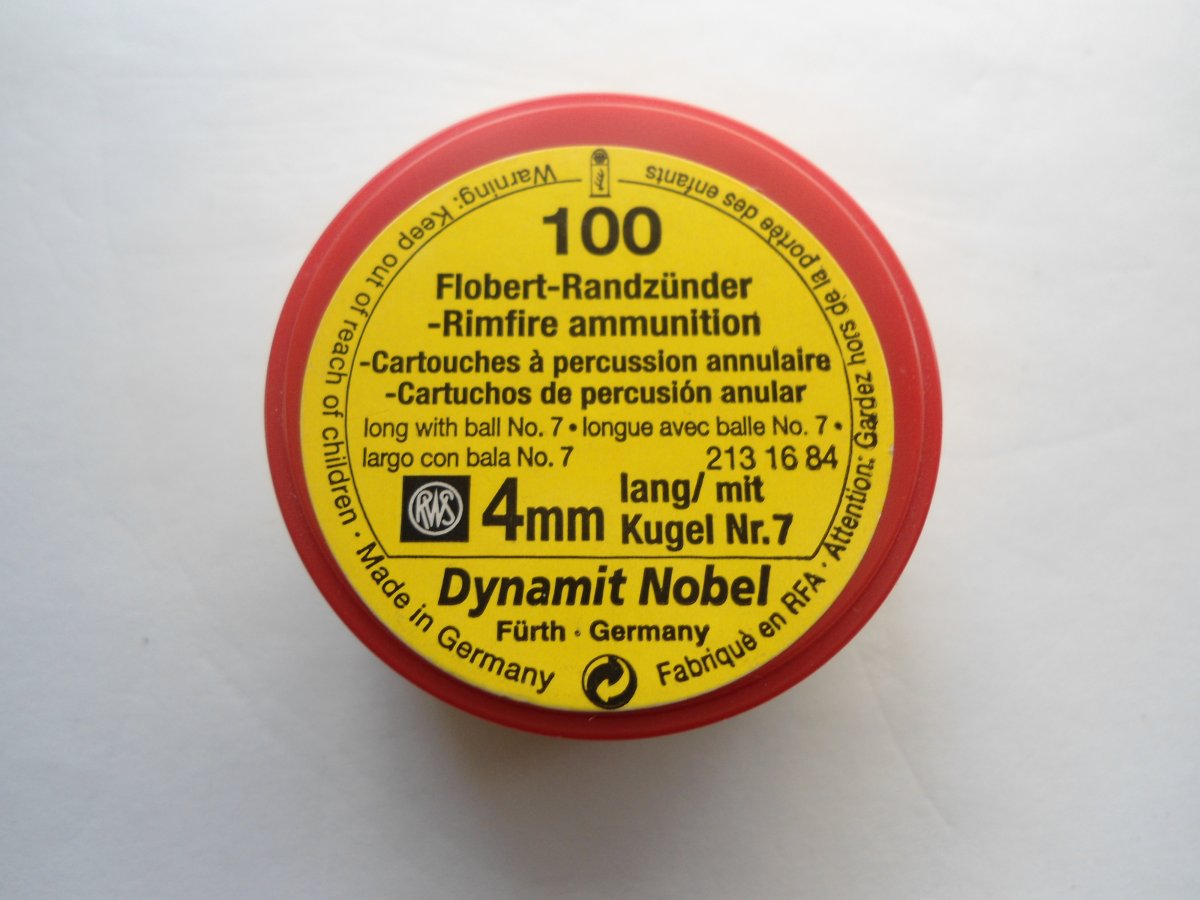 100
Flobert-Randzünder
-Rimfire ammunition
-Cartouches à percussion annulaire
-Cartuchos de percusión anular
long with ball No. 7 • longue avec balle No. 7 •
largo con bala No. 7
213 16 84
RWS
4mm
lang/ mit
Kugel Nr.7
Dynamit Nobel
Fürth · Germany
Warning: Keep out of reach of children · Made in Germany
Fabriquè en RFA · Attention: Gardez hors de la portèe des enfants